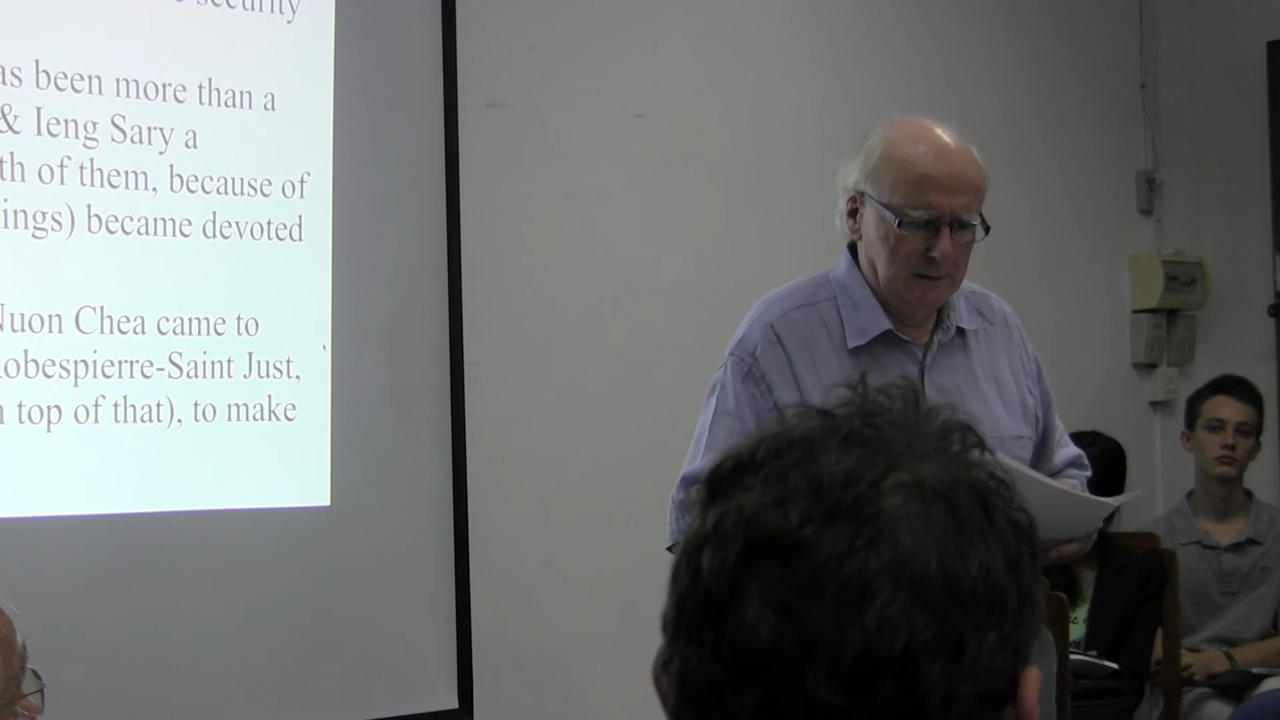 security
as been more than a
& Ieng Sary a
th of them, because of
ings) became devoted
Nuon Chea came to
obespierre-Saint Just,
top of that), to make